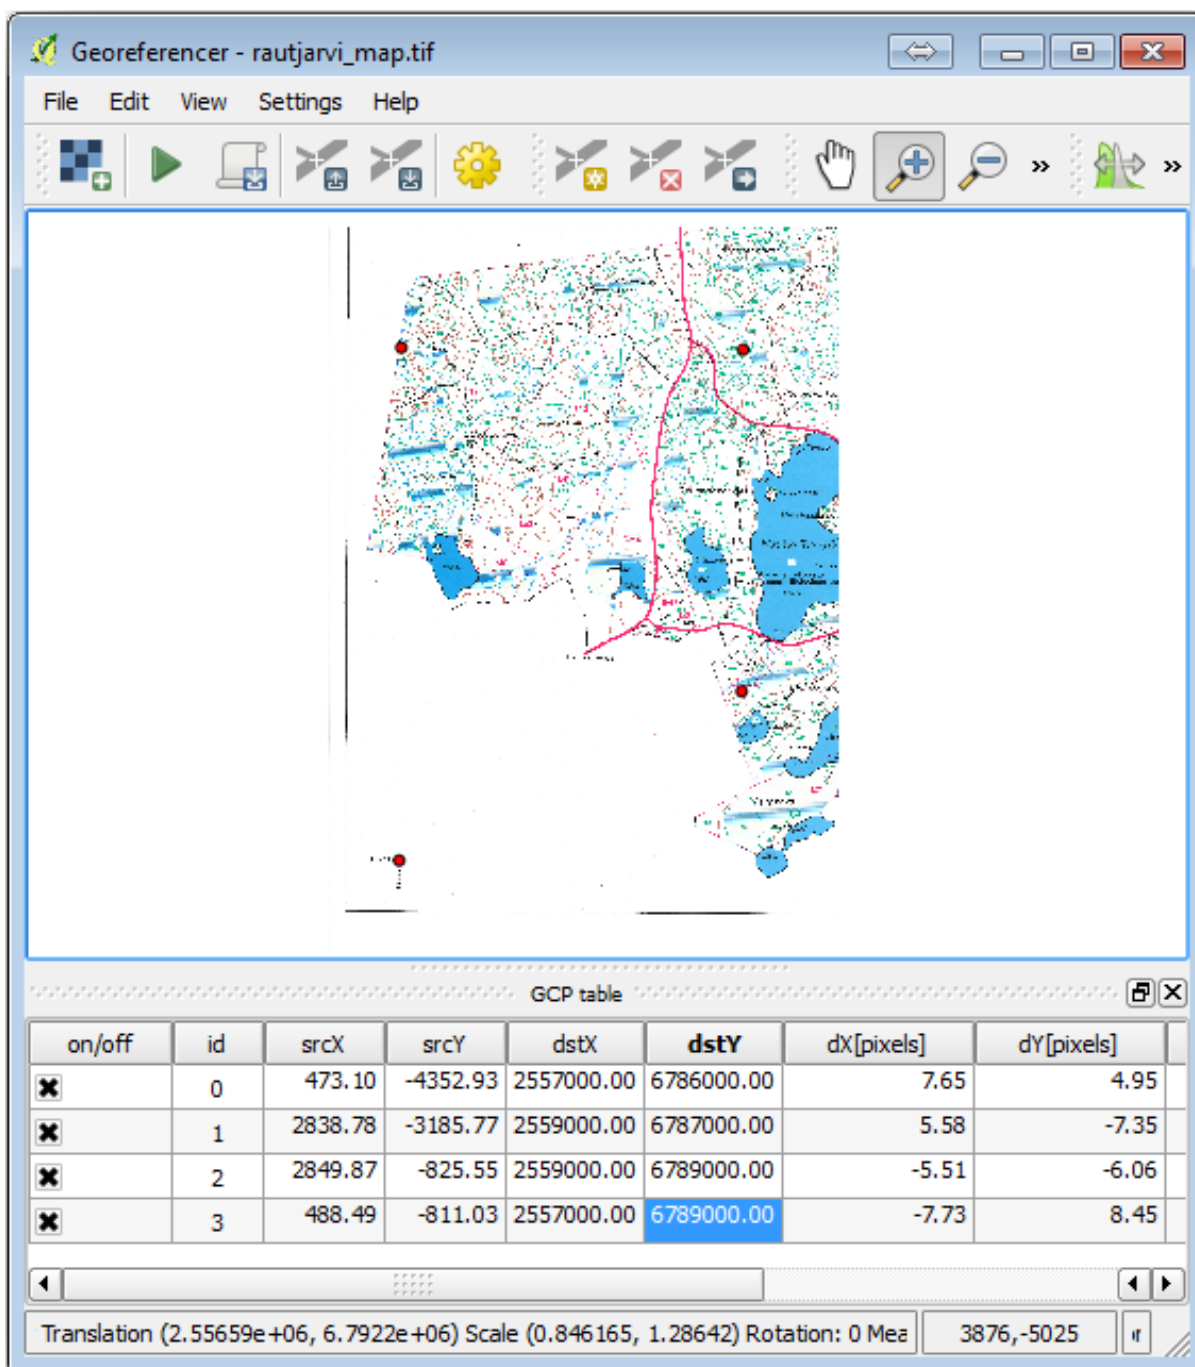 Georeferencer - rautjarvi_map.tif
File Edit View Settings Help
GCP table
on/off id srcX srcY dstX dstY dX[pixels] dY[pixels]
0 473.10 -4352.93 2557000.00 6786000.00 7.65 4.95
1 2838.78 -3185.77 2559000.00 6787000.00 5.58 -7.35
2 2849.87 -825.55 2559000.00 6789000.00 -5.51 -6.06
3 488.49 -811.03 2557000.00 6789000.00 -7.73 8.45
Translation (2.55659e+06, 6.7922e+06) Scale (0.846165, 1.28642) Rotation: 0 Mea 3876,-5025